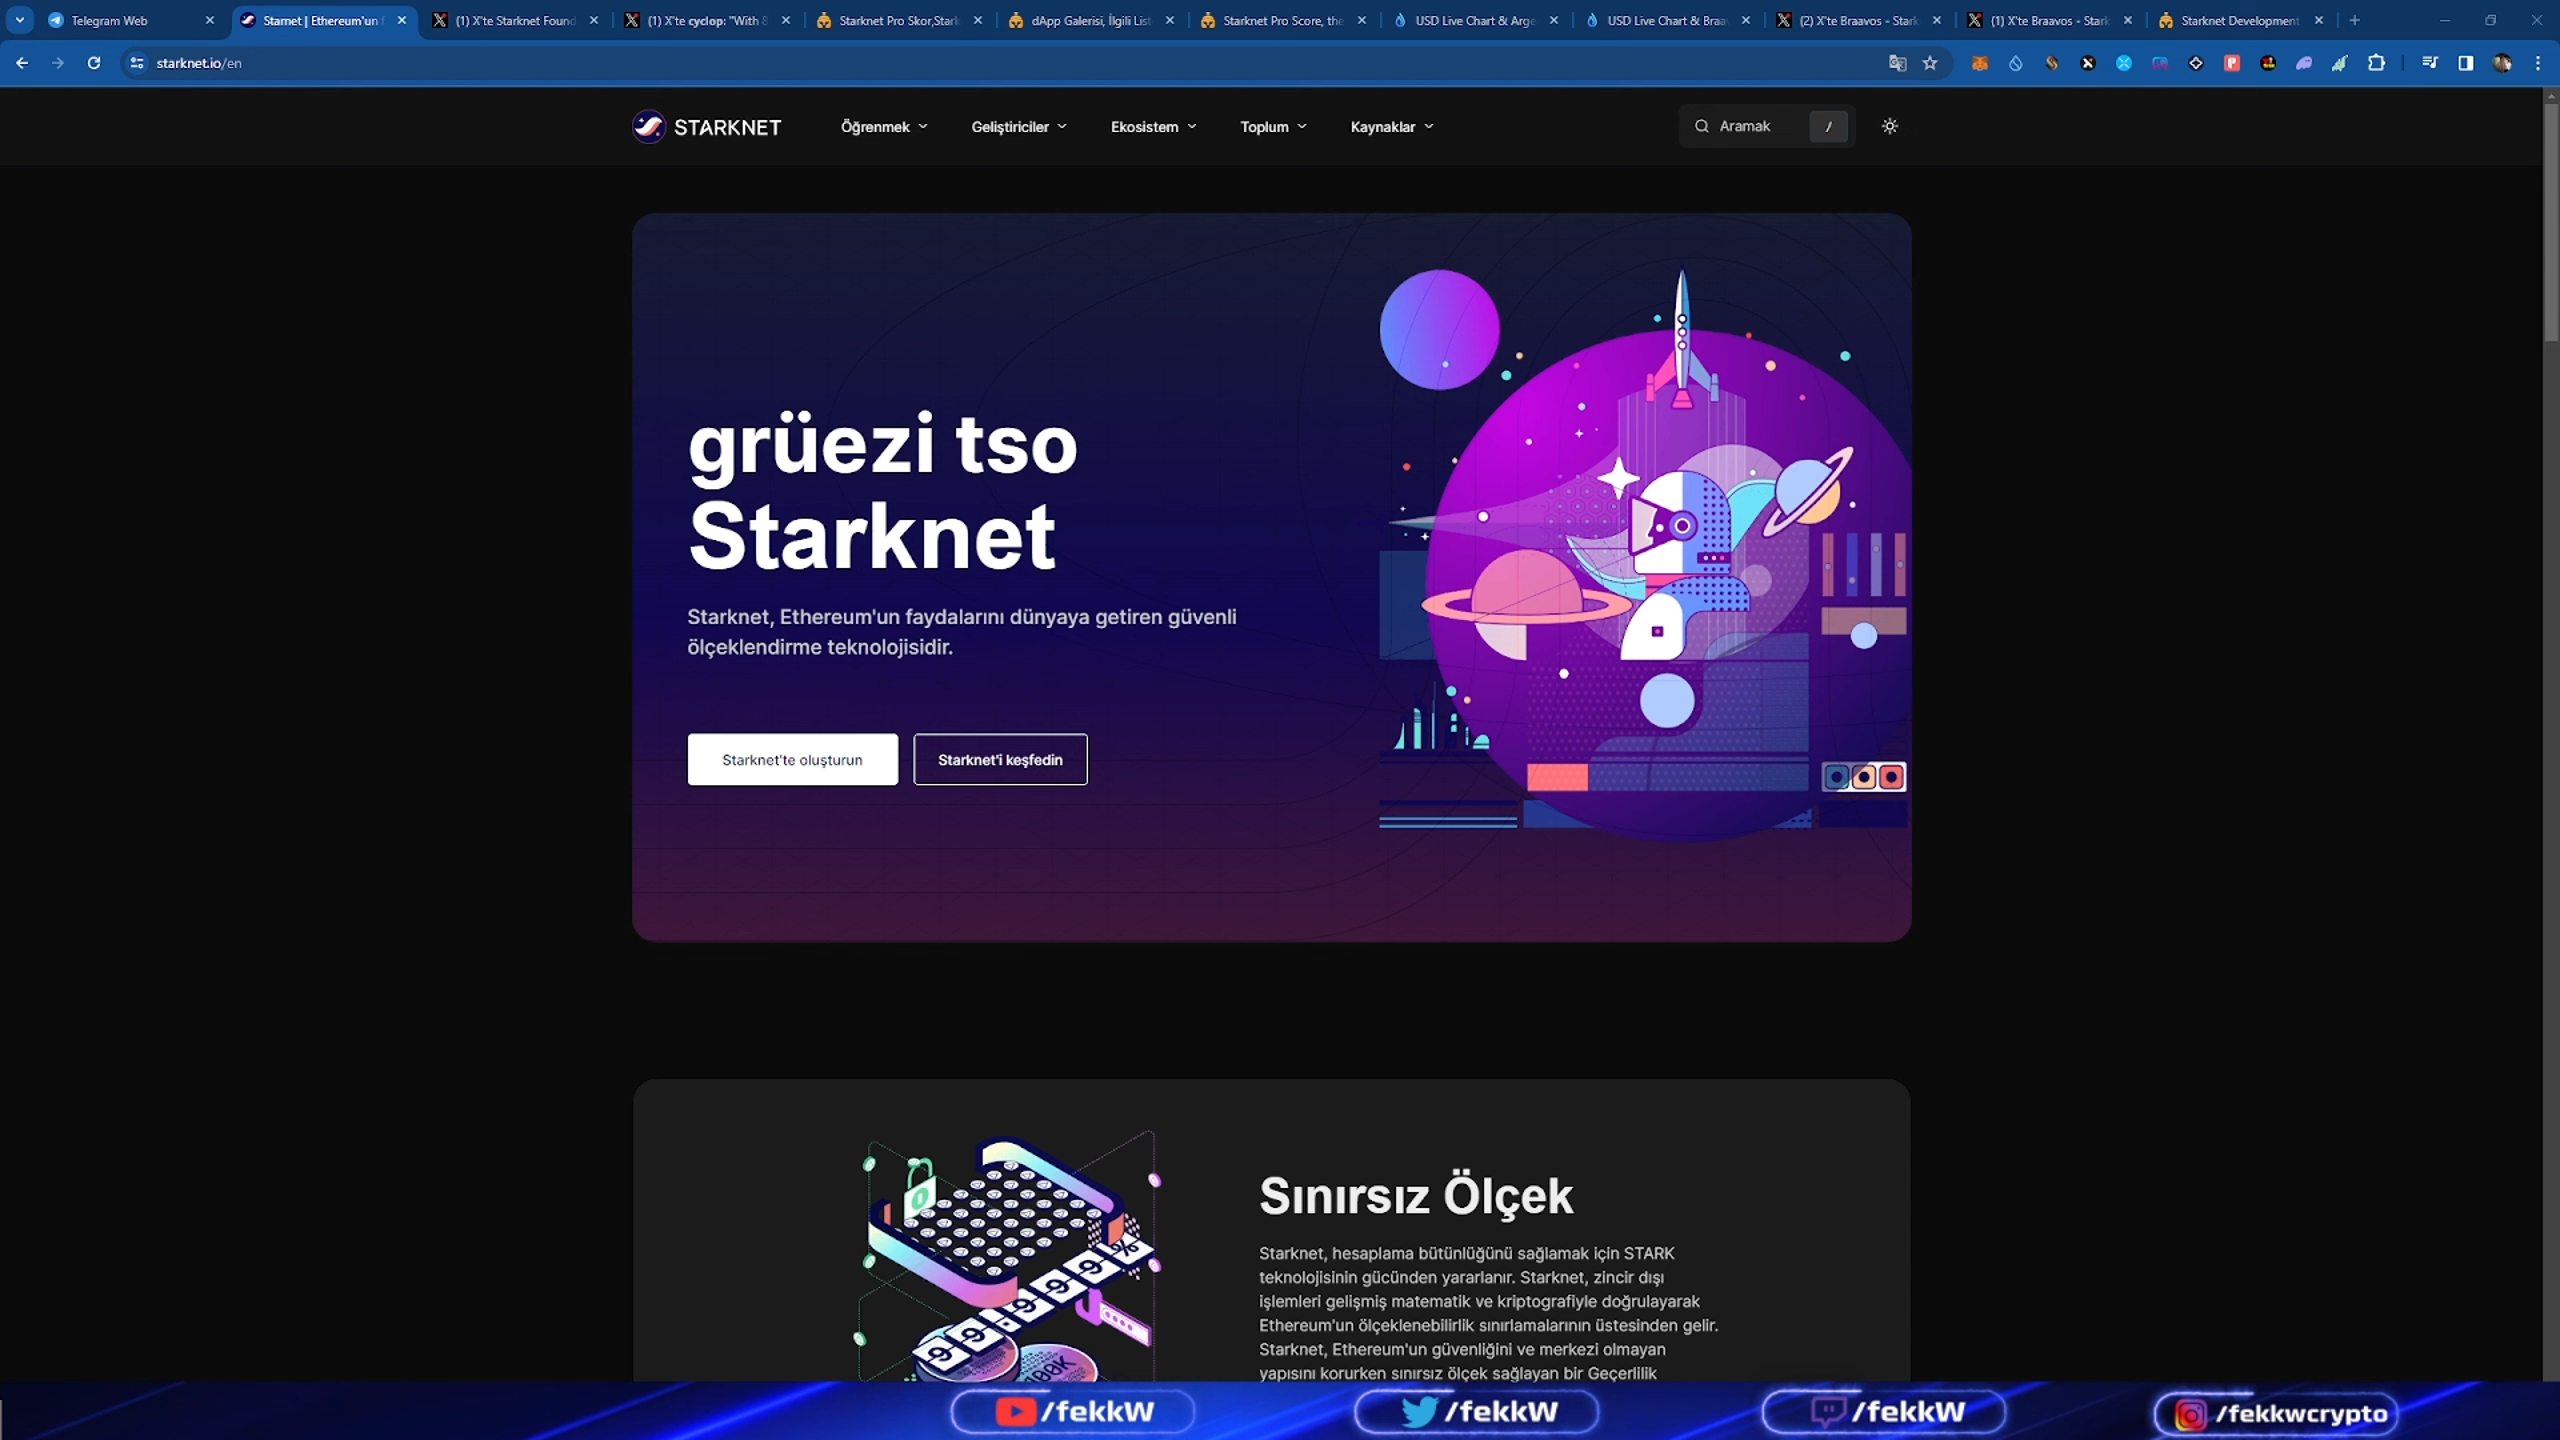 Telegram Web
Starnet | Ethereum'un f
(1) X'te Starknet Found
(1) X'te cyclop: "With 8
Starknet Pro Skor,Stark
dApp Galerisi, İlgili List
Starknet Pro Score, the
USD Live Chart & Arge
USD Live Chart & Braa
(2) X'te Braavos - Stark
(1) X'te Braavos - Stark
Starknet Development
starknet.io/en
STARKNET
Öğrenmek
Geliştiriciler
Ekosistem
Toplum
Kaynaklar
Aramak
/
grüezi tso
Starknet
Starknet, Ethereum'un faydalarını dünyaya getiren güvenli
ölçeklendirme teknolojisidir.
Starknet'te oluşturun
Starknet'i keşfedin
99.999%
100K
Sınırsız Ölçek
Starknet, hesaplama bütünlüğünü sağlamak için STARK
teknolojisinin gücünden yararlanır. Starknet, zincir dışı
işlemleri gelişmiş matematik ve kriptografiyle doğrulayarak
Ethereum'un ölçeklenebilirlik sınırlamalarının üstesinden gelir.
Starknet, Ethereum'un güvenliğini ve merkezi olmayan
yapısını korurken sınırsız ölçek sağlayan bir Geçerlilik
/fekkW
/fekkW
/fekkW
/fekkwcrypto